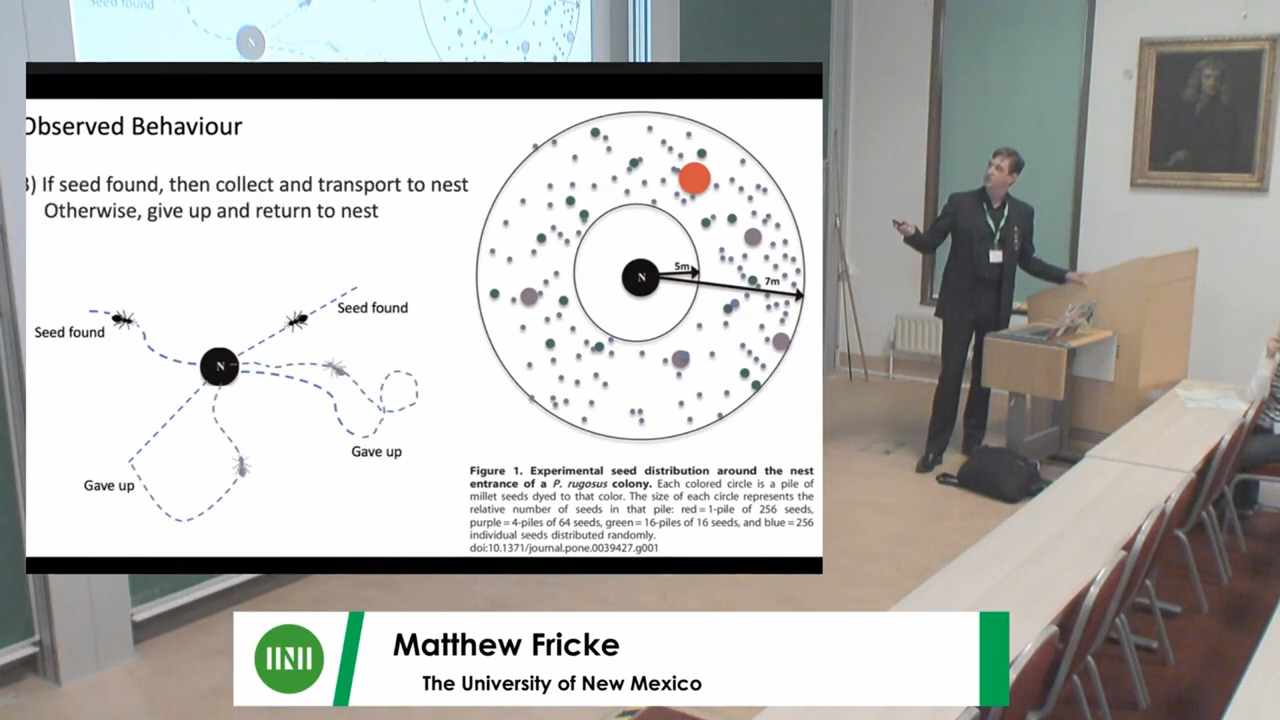 Seed found
N
Observed Behaviour
3) If seed found, then collect and transport to nest
Otherwise, give up and return to nest
Seed found
Seed found
N
Gave up
Gave up
N
5m
7m
Figure 1. Experimental seed distribution around the nest
entrance of a P. rugosus colony. Each colored circle is a pile of
millet seeds dyed to that color. The size of each circle represents the
relative number of seeds in that pile: red=1-pile of 256 seeds,
purple=4-piles of 64 seeds, green=16-piles of 16 seeds, and blue=256
individual seeds distributed randomly.
doi:10.1371/journal.pone.0039427.g001
Matthew Fricke
The University of New Mexico